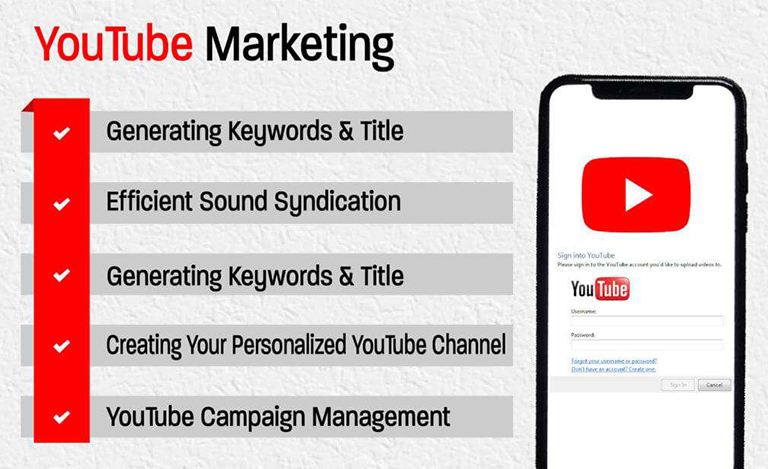 YouTube Marketing
Generating Keywords & Title
Efficient Sound Syndication
Generating Keywords & Title
Creating Your Personalized YouTube Channel
YouTube Campaign Management
Sign into YouTube
Please sign in to the YouTube account you'd like to upload videos to.
YouTube
Username:
Password:
Forgot your username or password?
Don't have an account? Create one.
Sign In
Cancel